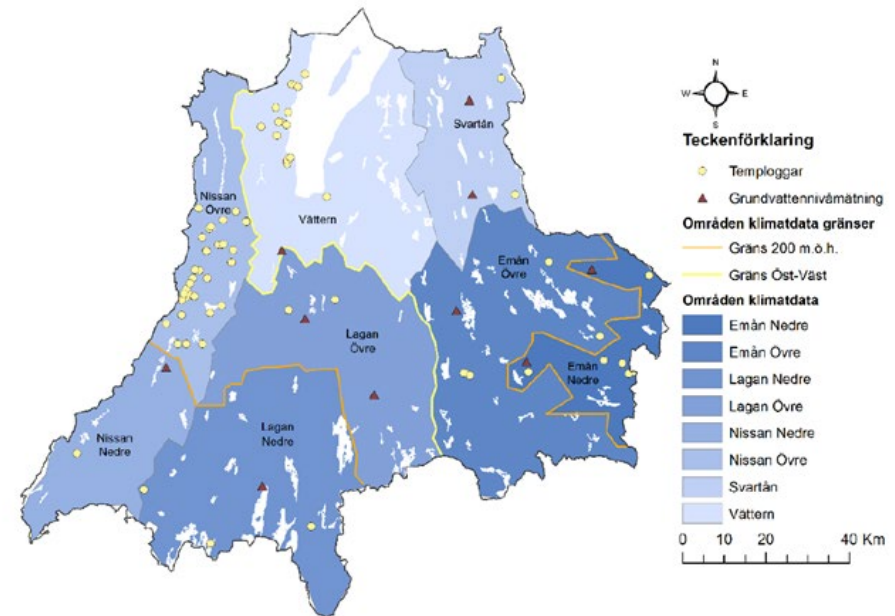 N
W E
S
Teckenförklaring
Temploggar
Grundvattennivåmätning
Områden klimatdata gränser
Gräns 200 m.ö.h.
Gräns Öst-Väst
Områden klimatdata
Emån Nedre
Emån Övre
Lagan Nedre
Lagan Övre
Nissan Nedre
Nissan Övre
Svartån
Vättern
0 10 20 40 Km
Svartån
Nissan
Övre
Vättern
Emån
Övre
Lagan
Övre
Emån
Nedre
Lagan
Nedre
Nissan
Nedre